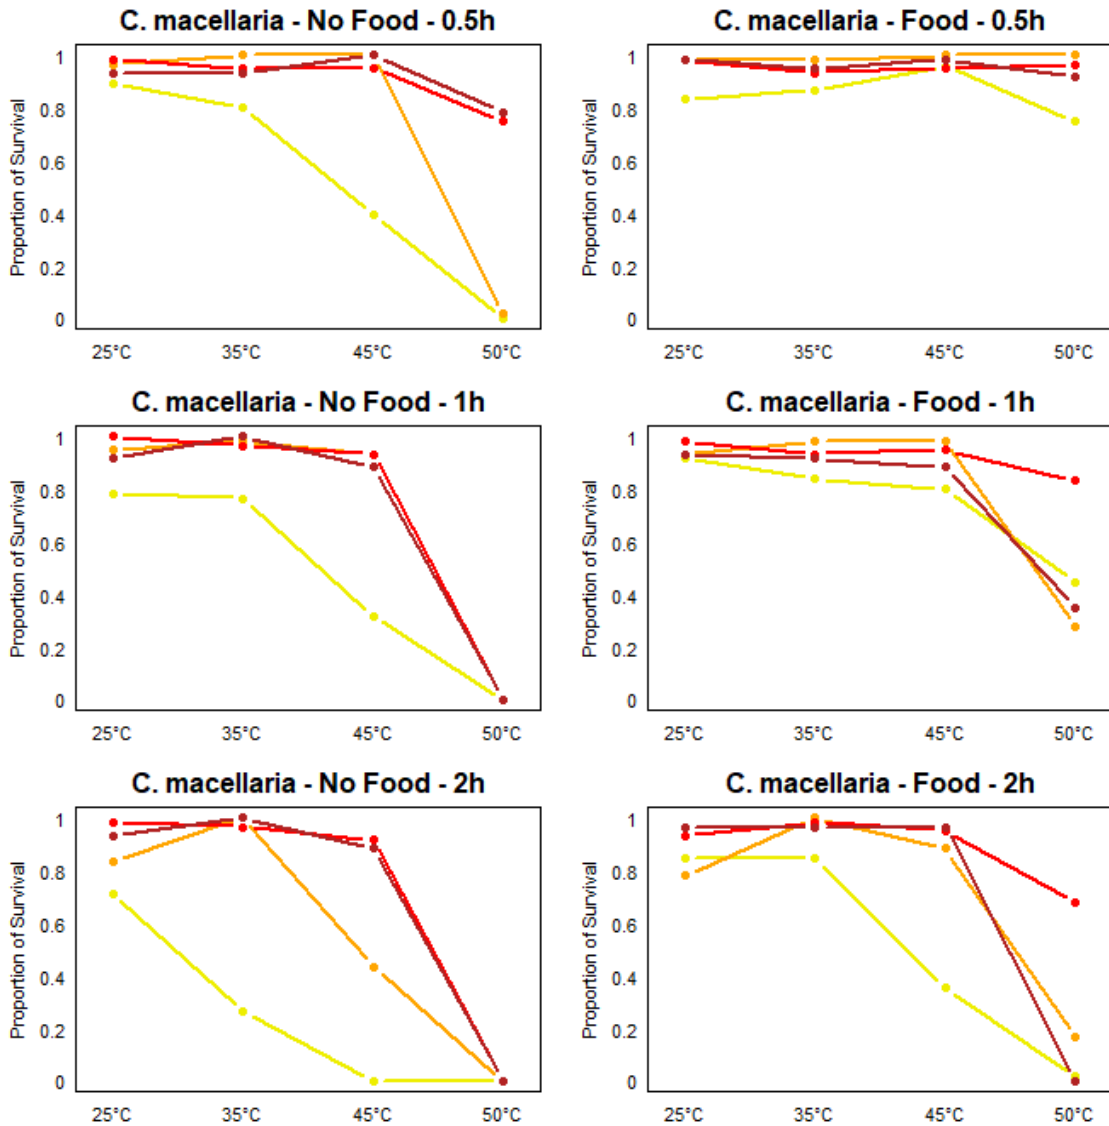 C. macellaria - No Food - 0.5h
Proportion of Survival
1
0.8
0.6
0.4
0.2
0
25°C 35°C 45°C 50°C
C. macellaria - Food - 0.5h
Proportion of Survival
1
0.8
0.6
0.4
0.2
0
25°C 35°C 45°C 50°C
C. macellaria - No Food - 1h
Proportion of Survival
1
0.8
0.6
0.4
0.2
0
25°C 35°C 45°C 50°C
C. macellaria - Food - 1h
Proportion of Survival
1
0.8
0.6
0.4
0.2
0
25°C 35°C 45°C 50°C
C. macellaria - No Food - 2h
Proportion of Survival
1
0.8
0.6
0.4
0.2
0
25°C 35°C 45°C 50°C
C. macellaria - Food - 2h
Proportion of Survival
1
0.8
0.6
0.4
0.2
0
25°C 35°C 45°C 50°C